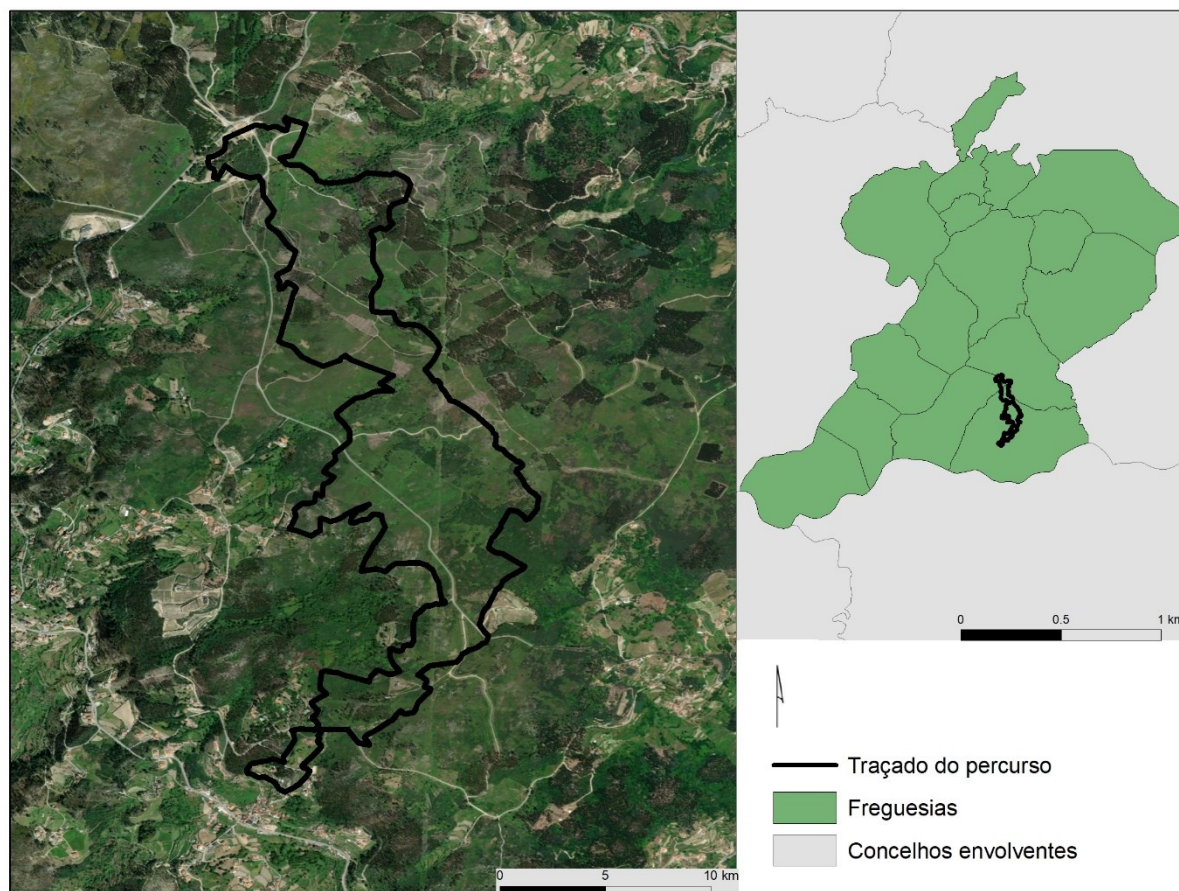 0 0.5 1 km
Traçado do percurso
Freguesias
Concelhos envolventes
0 5 10 km